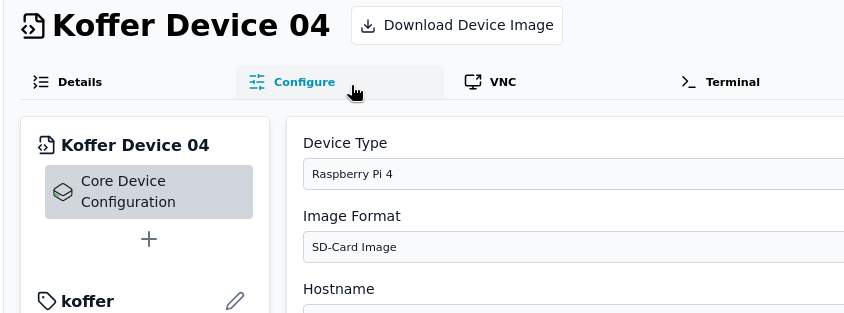 Koffer Device 04
Download Device Image
Details
Configure
VNC
Terminal
Koffer Device 04
Core Device
Configuration
koffer
Device Type
Raspberry Pi 4
Image Format
SD-Card Image
Hostname